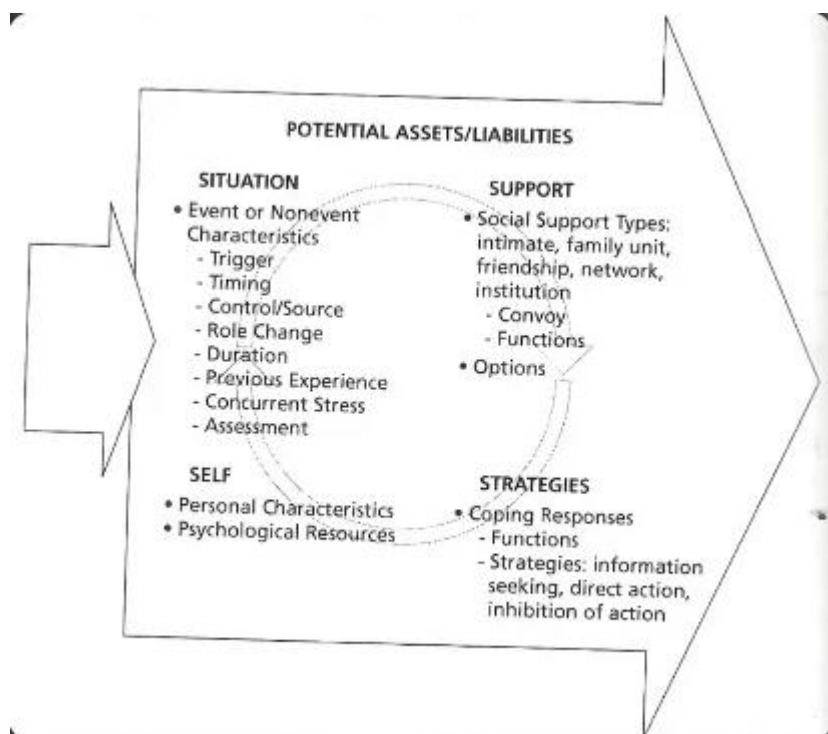 POTENTIAL ASSETS/LIABILITIES
SITUATION
• Event or Nonevent
Characteristics
- Trigger
- Timing
- Control/Source
- Role Change
- Duration
- Previous Experience
- Concurrent Stress
- Assessment
SUPPORT
• Social Support Types:
intimate, family unit,
friendship, network,
institution
- Convoy
- Functions
• Options
SELF
• Personal Characteristics
• Psychological Resources
STRATEGIES
• Coping Responses
- Functions
- Strategies: information
seeking, direct action,
inhibition of action